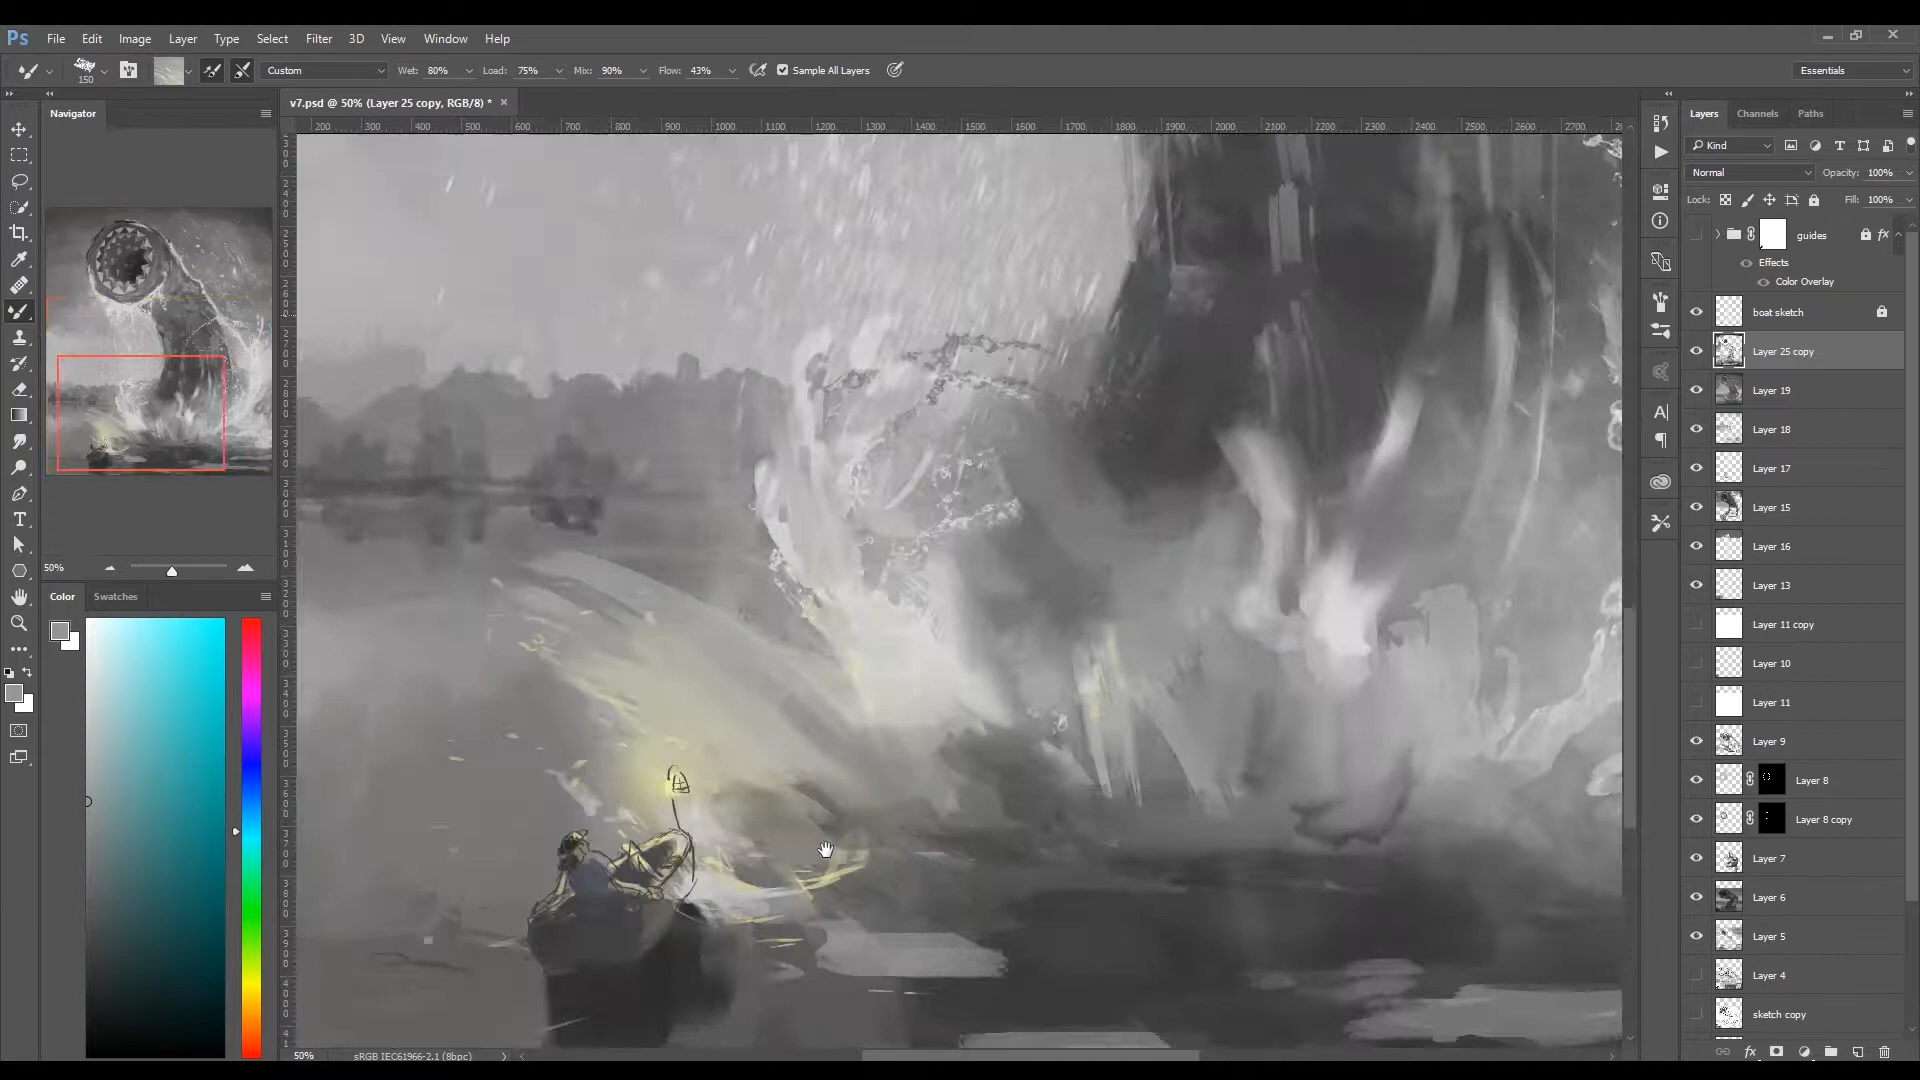 Ps File Edit Image Layer Type Select Filter 3D View Window Help
150 Custom Wet: 80% Load: 75% Mix: 90% Flow: 43% Sample All Layers Essentials
Navigator
v7.psd @ 50% (Layer 25 copy, RGB/8) *
200 300 400 500 600 700 800 900 1000 1100 1200 1300 1400 1500 1600 1700 1800 1900 2000 2100 2200 2300 2400 2500 2600 2700
Layers Channels Paths
Kind
Normal Opacity: 100%
Lock: Fill: 100%
guides fx
Effects
Color Overlay
boat sketch
Layer 25 copy
Layer 19
Layer 18
Layer 17
Layer 15
Layer 16
Layer 13
Layer 11 copy
Layer 10
Layer 11
Layer 9
Layer 8
Layer 8 copy
Layer 7
Layer 6
Layer 5
Layer 4
sketch copy
fx
50%
Color Swatches
50% sRGB IEC61966-2.1 (8bpc)